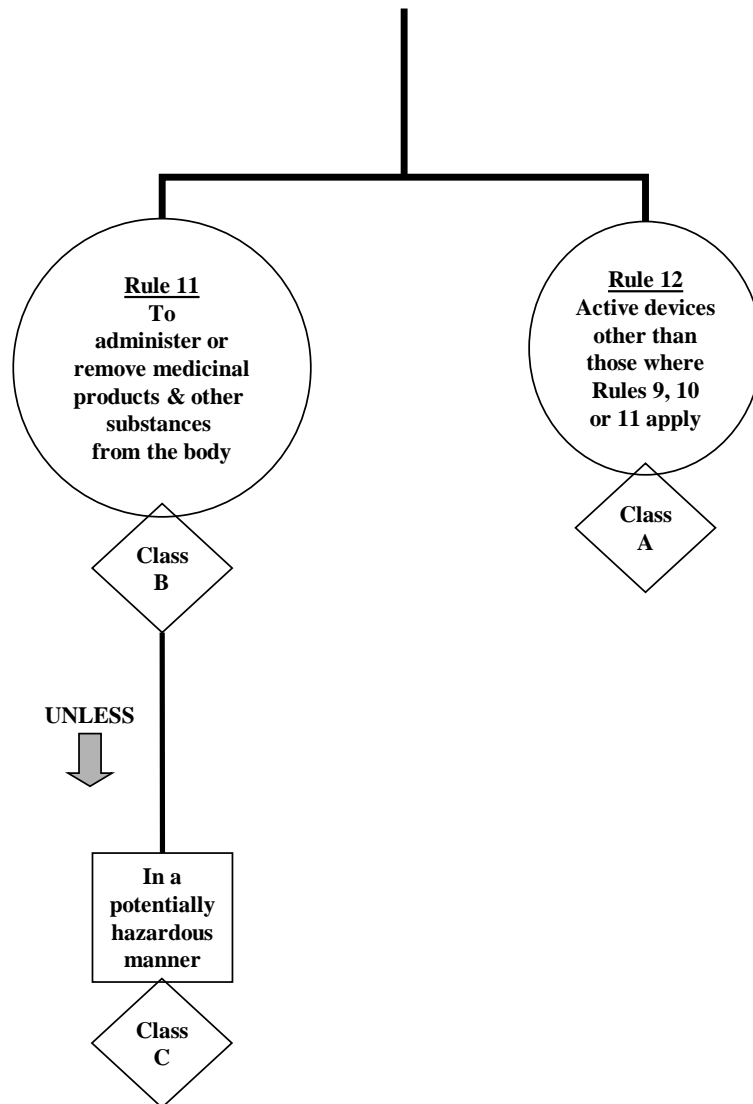 Rule 11
To
administer or
remove medicinal
products & other
substances
from the body
Rule 12
Active devices
other than
those where
Rules 9, 10
or 11 apply
Class
B
Class
A
UNLESS
In a
potentially
hazardous
manner
Class
C